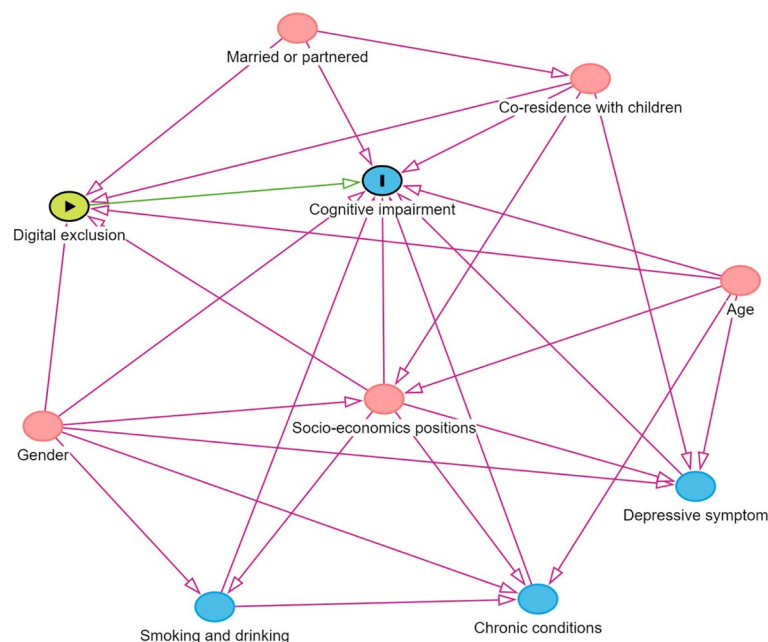 Married or partnered
Co-residence with children
Cognitive impairment
Digital exclusion
Age
Socio-economics positions
Gender
Depressive symptom
Chronic conditions
Smoking and drinking